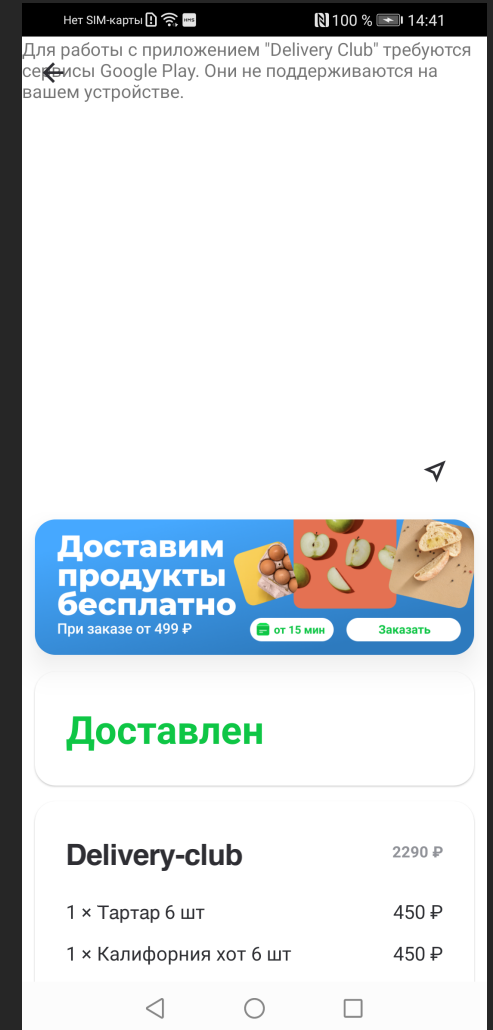 Нет SIM-карты
HMS
100 %
14:41
Для работы с приложением "Delivery Club" требуются
сервисы Google Play. Они не поддерживаются на
вашем устройстве.
Доставим
продукты
бесплатно
При заказе от 499 ₽
от 15 мин
Заказать
Доставлен
Delivery-club
2290 ₽
1 × Тартар 6 шт
450 ₽
1 × Калифорния хот 6 шт
450 ₽